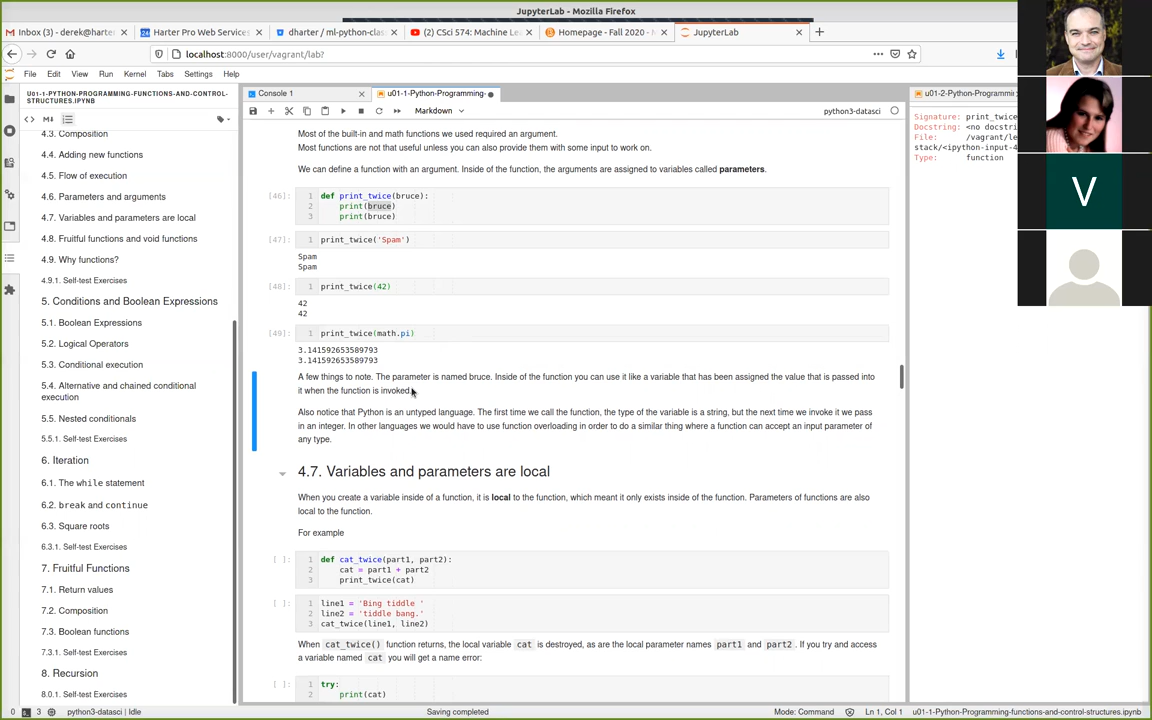 JupyterLab - Mozilla Firefox
Inbox (3) - derek@harter
Harter Pro Web Services
dharter / ml-python-class
(2) CSci 574: Machine Le
Homepage - Fall 2020 - M
JupyterLab
localhost:8000/user/vagrant/lab?
File Edit View Run Kernel Tabs Settings Help
U01-1-PYTHON-PROGRAMMING-FUNCTIONS-AND-CONTROL-
STRUCTURES.IPYNB
4.3. Composition
4.4. Adding new functions
4.5. Flow of execution
4.6. Parameters and arguments
4.7. Variables and parameters are local
4.8. Fruitful functions and void functions
4.9. Why functions?
4.9.1. Self-test Exercises
5. Conditions and Boolean Expressions
5.1. Boolean Expressions
5.2. Logical Operators
5.3. Conditional execution
5.4. Alternative and chained conditional
execution
5.5. Nested conditionals
5.5.1. Self-test Exercises
6. Iteration
6.1. The while statement
6.2. break and continue
6.3. Square roots
6.3.1. Self-test Exercises
7. Fruitful Functions
7.1. Return values
7.2. Composition
7.3. Boolean functions
7.3.1. Self-test Exercises
8. Recursion
8.0.1. Self-test Exercises
Console 1
u01-1-Python-Programming-
Markdown
python3-datasci
Most of the built-in and math functions we used required an argument.
Most functions are not that useful unless you can also provide them with some input to work on.
We can define a function with an argument. Inside of the function, the arguments are assigned to variables called parameters.
[46]: 1 def print_twice(bruce):
2 print(bruce)
3 print(bruce)
[47]: 1 print_twice('Spam')
Spam
Spam
[48]: 1 print_twice(42)
42
42
[49]: 1 print_twice(math.pi)
3.141592653589793
3.141592653589793
A few things to note. The parameter is named bruce. Inside of the function you can use it like a variable that has been assigned the value that is passed into
it when the function is invoked.
Also notice that Python is an untyped language. The first time we call the function, the type of the variable is a string, but the next time we invoke it we pass
in an integer. In other languages we would have to use function overloading in order to do a similar thing where a function can accept an input parameter of
any type.
4.7. Variables and parameters are local
When you create a variable inside of a function, it is local to the function, which meant it only exists inside of the function. Parameters of functions are also
local to the function.
For example
[ ]: 1 def cat_twice(part1, part2):
2 cat = part1 + part2
3 print_twice(cat)
[ ]: 1 line1 = 'Bing tiddle '
2 line2 = 'tiddle bang.'
3 cat_twice(line1, line2)
When cat_twice() function returns, the local variable cat is destroyed, as are the local parameter names part1 and part2. If you try and access
a variable named cat you will get a name error:
[ ]: 1 try:
2 print(cat)
u01-2-Python-Programmi
Signature: print_twice
Docstring: <no docstri
File: /vagrant/le
stack/<ipython-input-4
Type: function
V
0 3 python3-datasci | Idle
Saving completed
Mode: Command
Ln 1, Col 1
u01-1-Python-Programming-functions-and-control-structures.ipynb